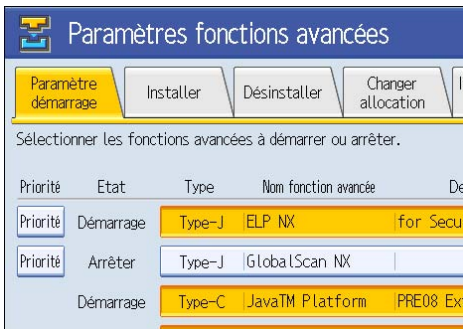 Paramètres fonctions avancées
Paramètre démarrage Installer Désinstaller Changer allocation
Sélectionner les fonctions avancées à démarrer ou arrêter.
Priorité Etat Type Nom fonction avancée
Priorité Démarrage Type-J ELP NX for Secu
Priorité Arrêter Type-J GlobalScan NX
Démarrage Type-C JavaTM Platform PRE08 Ex